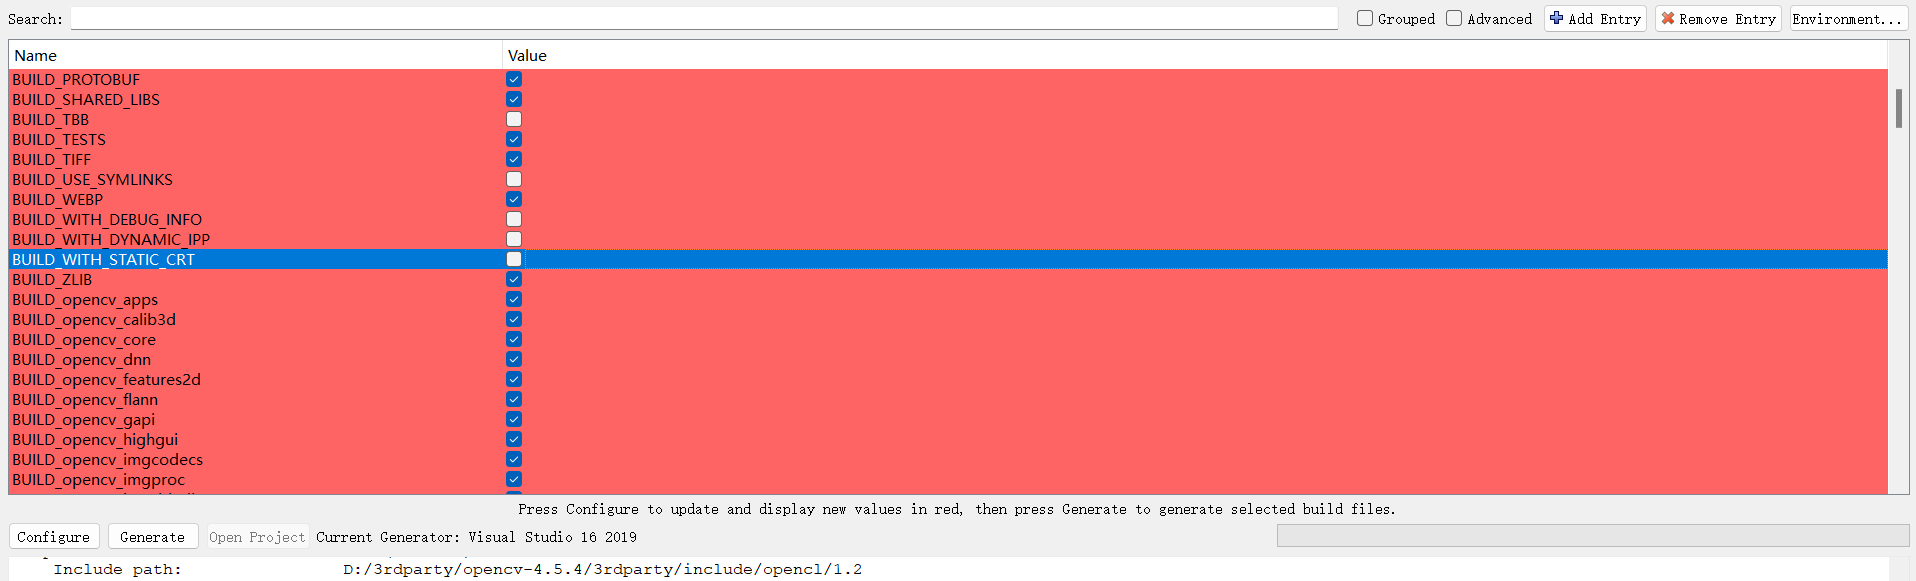 Search: Grouped Advanced Add Entry Remove Entry Environment...
Name Value
BUILD_PROTOBUF
BUILD_SHARED_LIBS
BUILD_TBB
BUILD_TESTS
BUILD_TIFF
BUILD_USE_SYMLINKS
BUILD_WEBP
BUILD_WITH_DEBUG_INFO
BUILD_WITH_DYNAMIC_IPP
BUILD_WITH_STATIC_CRT
BUILD_ZLIB
BUILD_opencv_apps
BUILD_opencv_calib3d
BUILD_opencv_core
BUILD_opencv_dnn
BUILD_opencv_features2d
BUILD_opencv_flann
BUILD_opencv_gapi
BUILD_opencv_highgui
BUILD_opencv_imgcodecs
BUILD_opencv_imgproc
Press Configure to update and display new values in red, then press Generate to generate selected build files.
Configure Generate Open Project Current Generator: Visual Studio 16 2019
Include path: D:/3rdparty/opencv-4.5.4/3rdparty/include/opencl/1.2